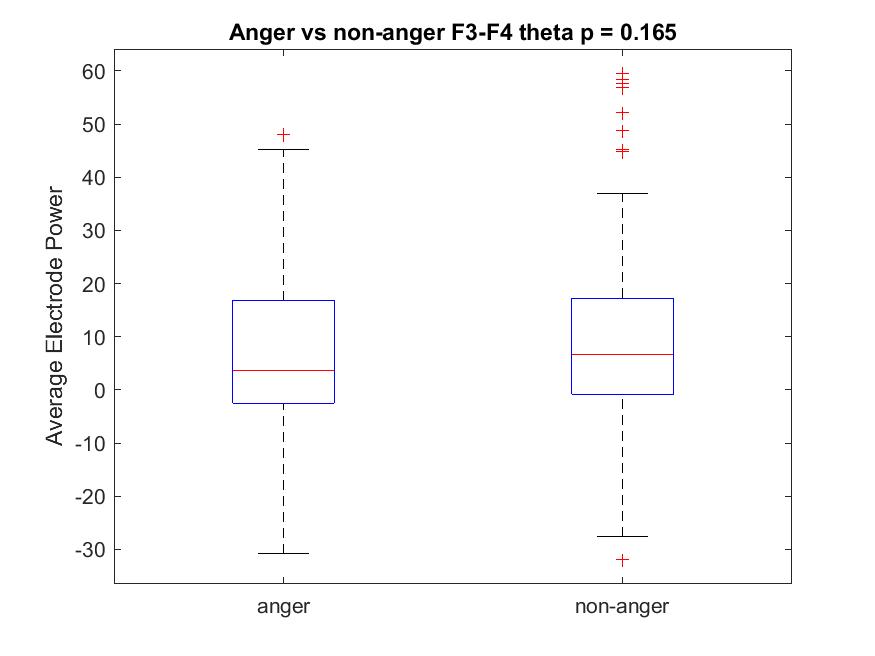 Anger vs non-anger F3-F4 theta p = 0.165
Average Electrode Power
60
50
40
30
20
10
0
-10
-20
-30
anger
non-anger